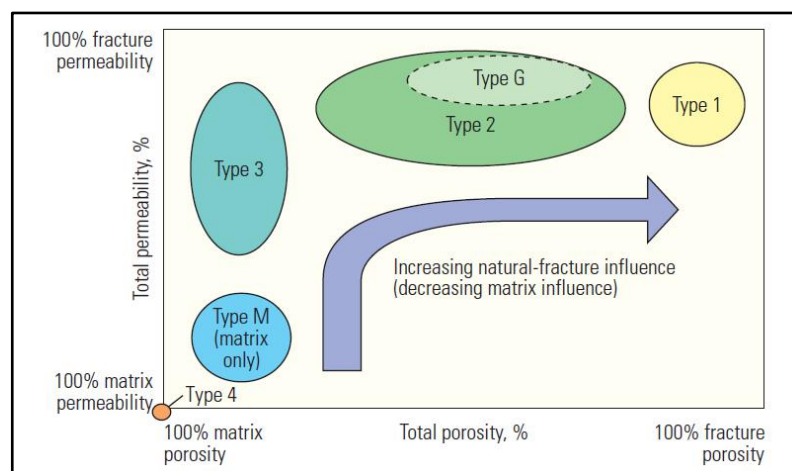 100% fracture
permeability
Total permeability, %
100% matrix
permeability
Type G
Type 2
Type 1
Type 3
Increasing natural-fracture influence
(decreasing matrix influence)
Type M
(matrix
only)
Type 4
100% matrix
porosity
Total porosity, %
100% fracture
porosity